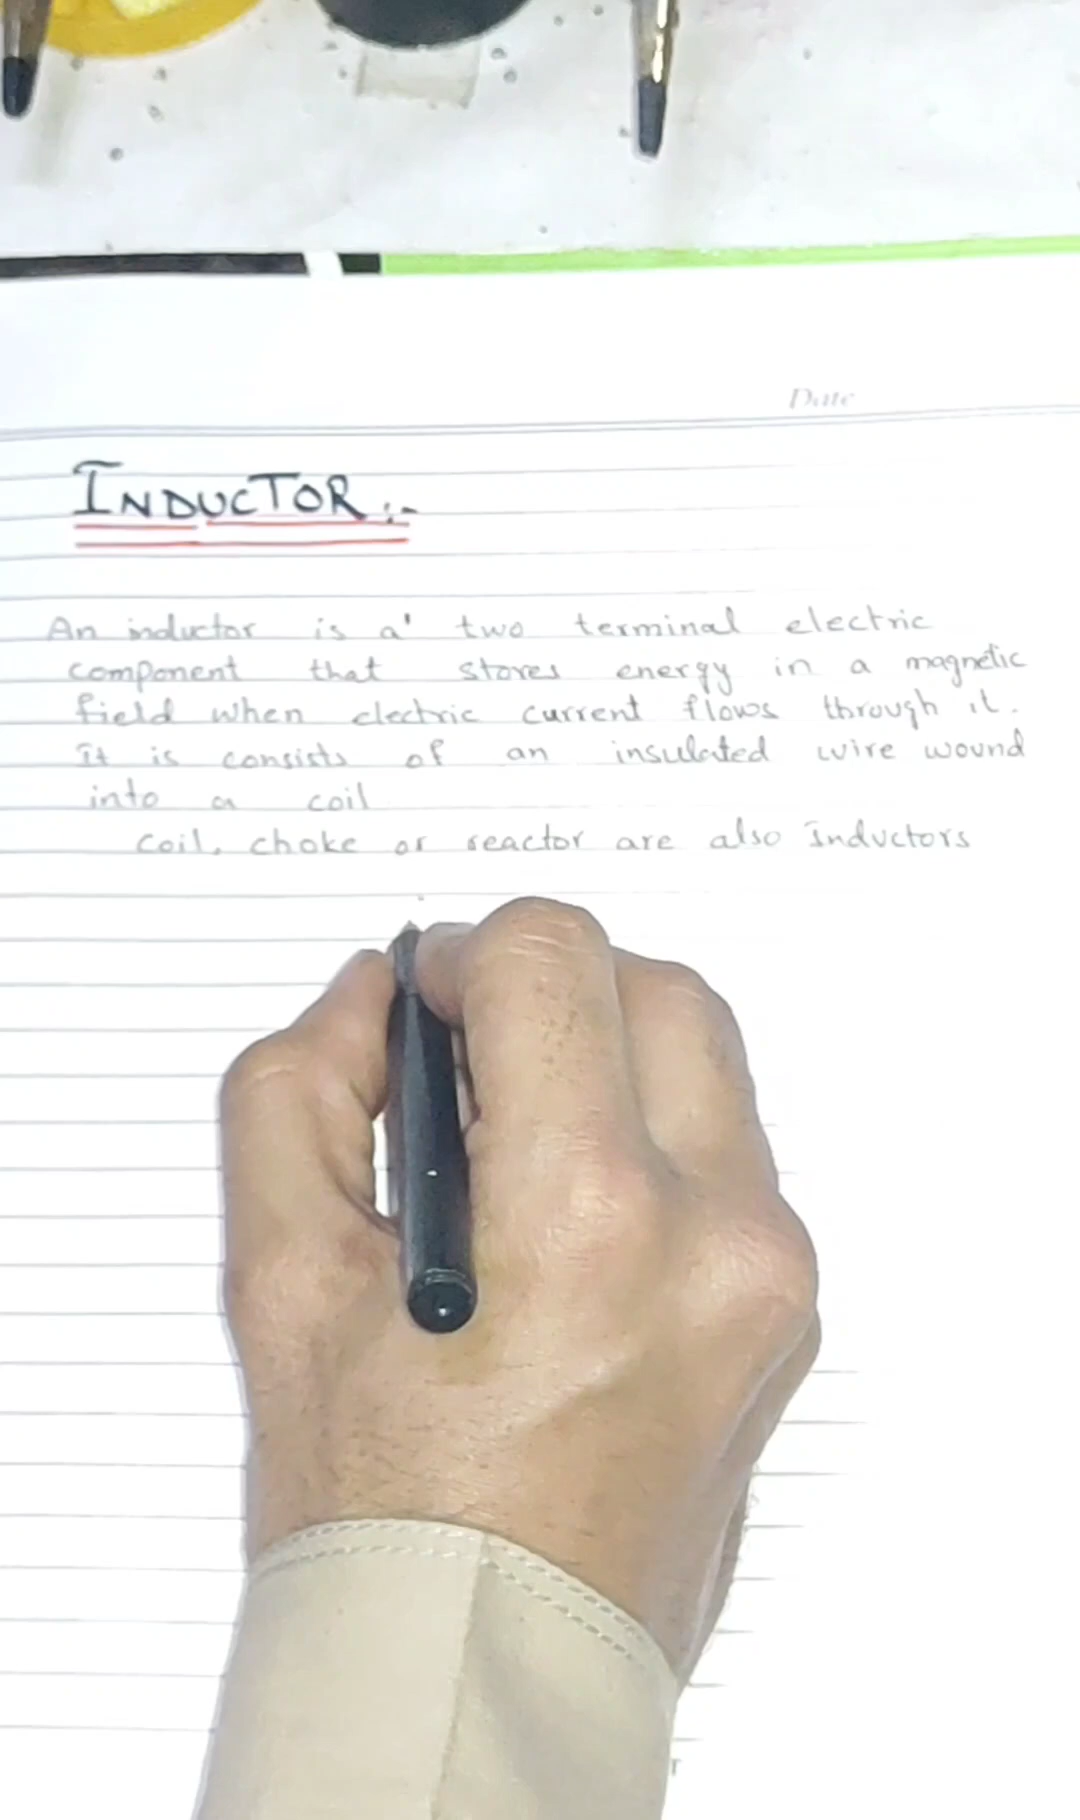 Date
INDUCTOR:-
An inductor is a' two terminal electric
component that stores energy in a magnetic
field when electric current flows through it.
It is consists of an insulated wire wound
into a coil
Coil, choke or reactor are also Inductors